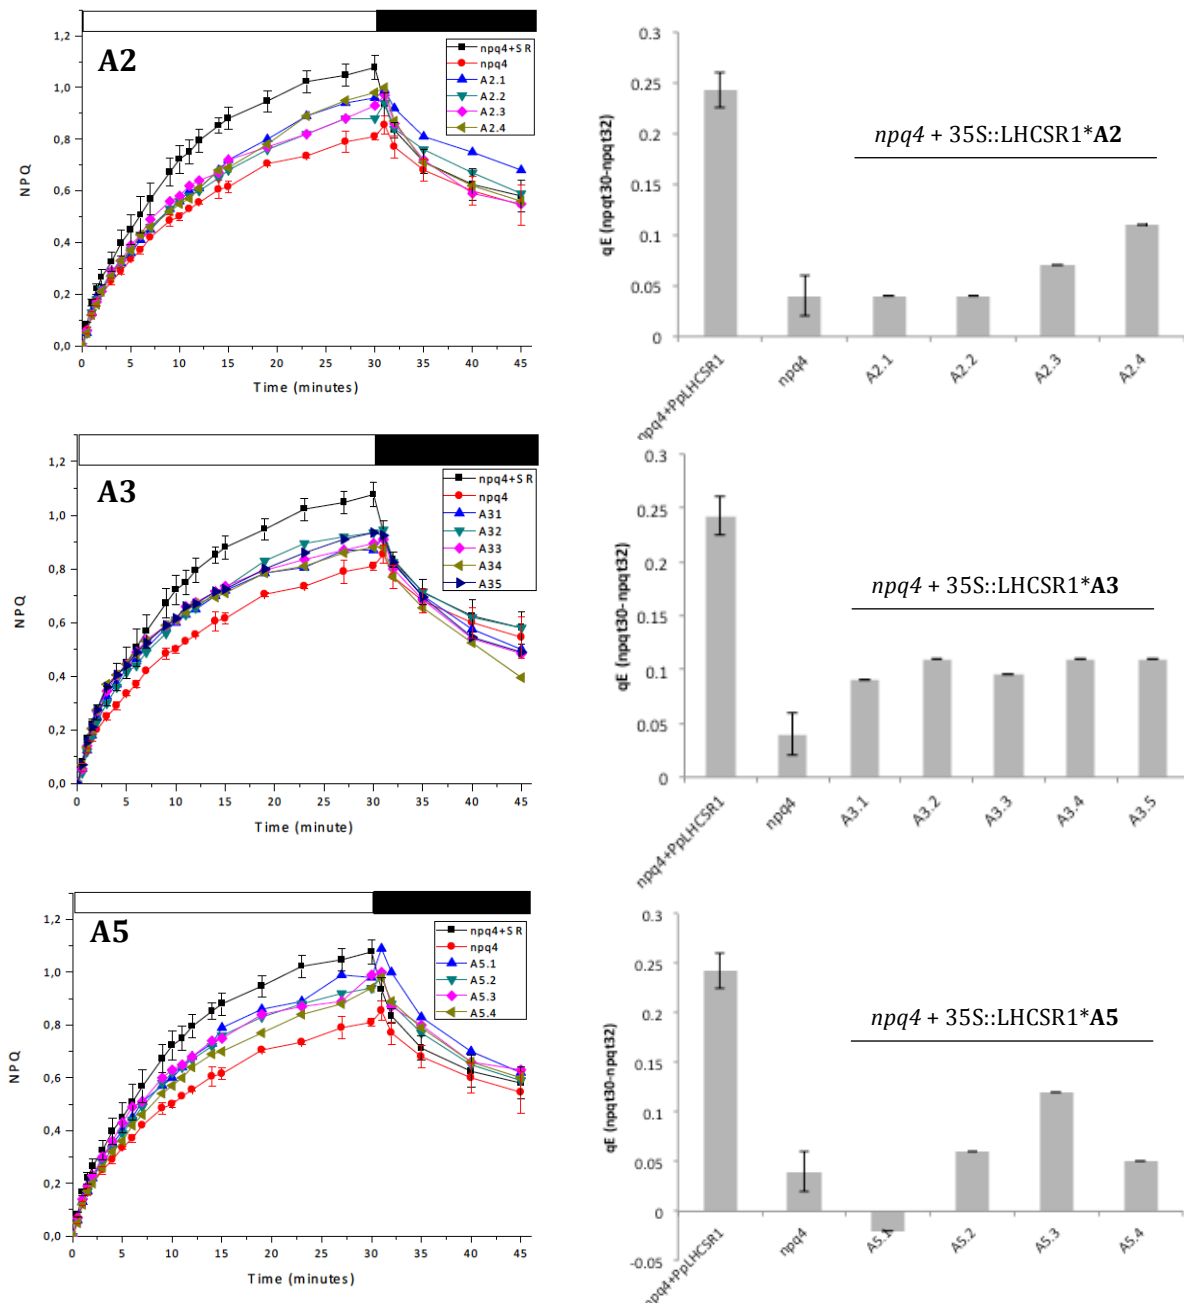 A2
1,2
1,0
0,8
0,6
0,4
0,2
0,0
NPQ
0 5 10 15 20 25 30 35 40 45
Time (minutes)
npq4+SR
npq4
A2.1
A2.2
A2.3
A2.4
0.3
0.25
0.2
0.15
0.1
0.05
0
qE (npqt30-npqt32)
npq4 + 35S::LHCSR1*A2
npq4+PpLHCSR1
npq4
A2.1
A2.2
A2.3
A2.4
A3
1,2
1,0
0,8
0,6
0,4
0,2
0,0
NPQ
0 5 10 15 20 25 30 35 40 45
Time (minute)
npq4+SR
npq4
A31
A32
A33
A34
A35
0.3
0.25
0.2
0.15
0.1
0.05
0
qE (npqt30-npqt32)
npq4 + 35S::LHCSR1*A3
npq4+PpLHCSR1
npq4
A3.1
A3.2
A3.3
A3.4
A3.5
A5
1,2
1,0
0,8
0,6
0,4
0,2
0,0
NPQ
0 5 10 15 20 25 30 35 40 45
Time (minutes)
npq4+SR
npq4
A5.1
A5.2
A5.3
A5.4
0.3
0.25
0.2
0.15
0.1
0.05
0
-0.05
qE (npqt30-npqt32)
npq4 + 35S::LHCSR1*A5
npq4+PpLHCSR1
npq4
A5.1
A5.2
A5.3
A5.4